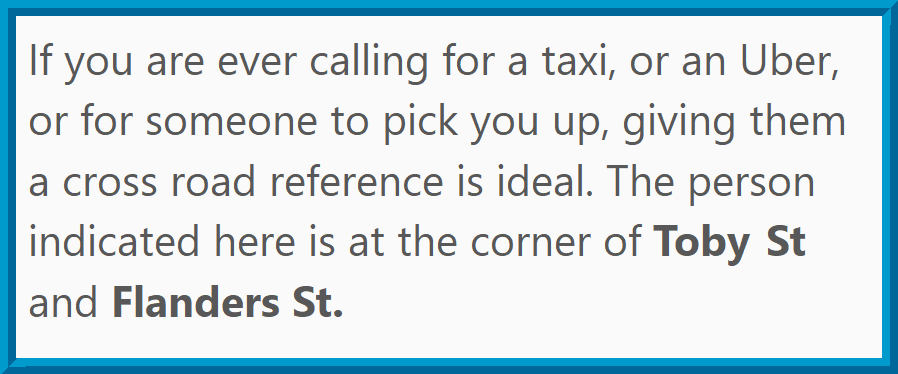 If you are ever calling for a taxi, or an Uber,
or for someone to pick you up, giving them
a cross road reference is ideal. The person
indicated here is at the corner of Toby St
and Flanders St.